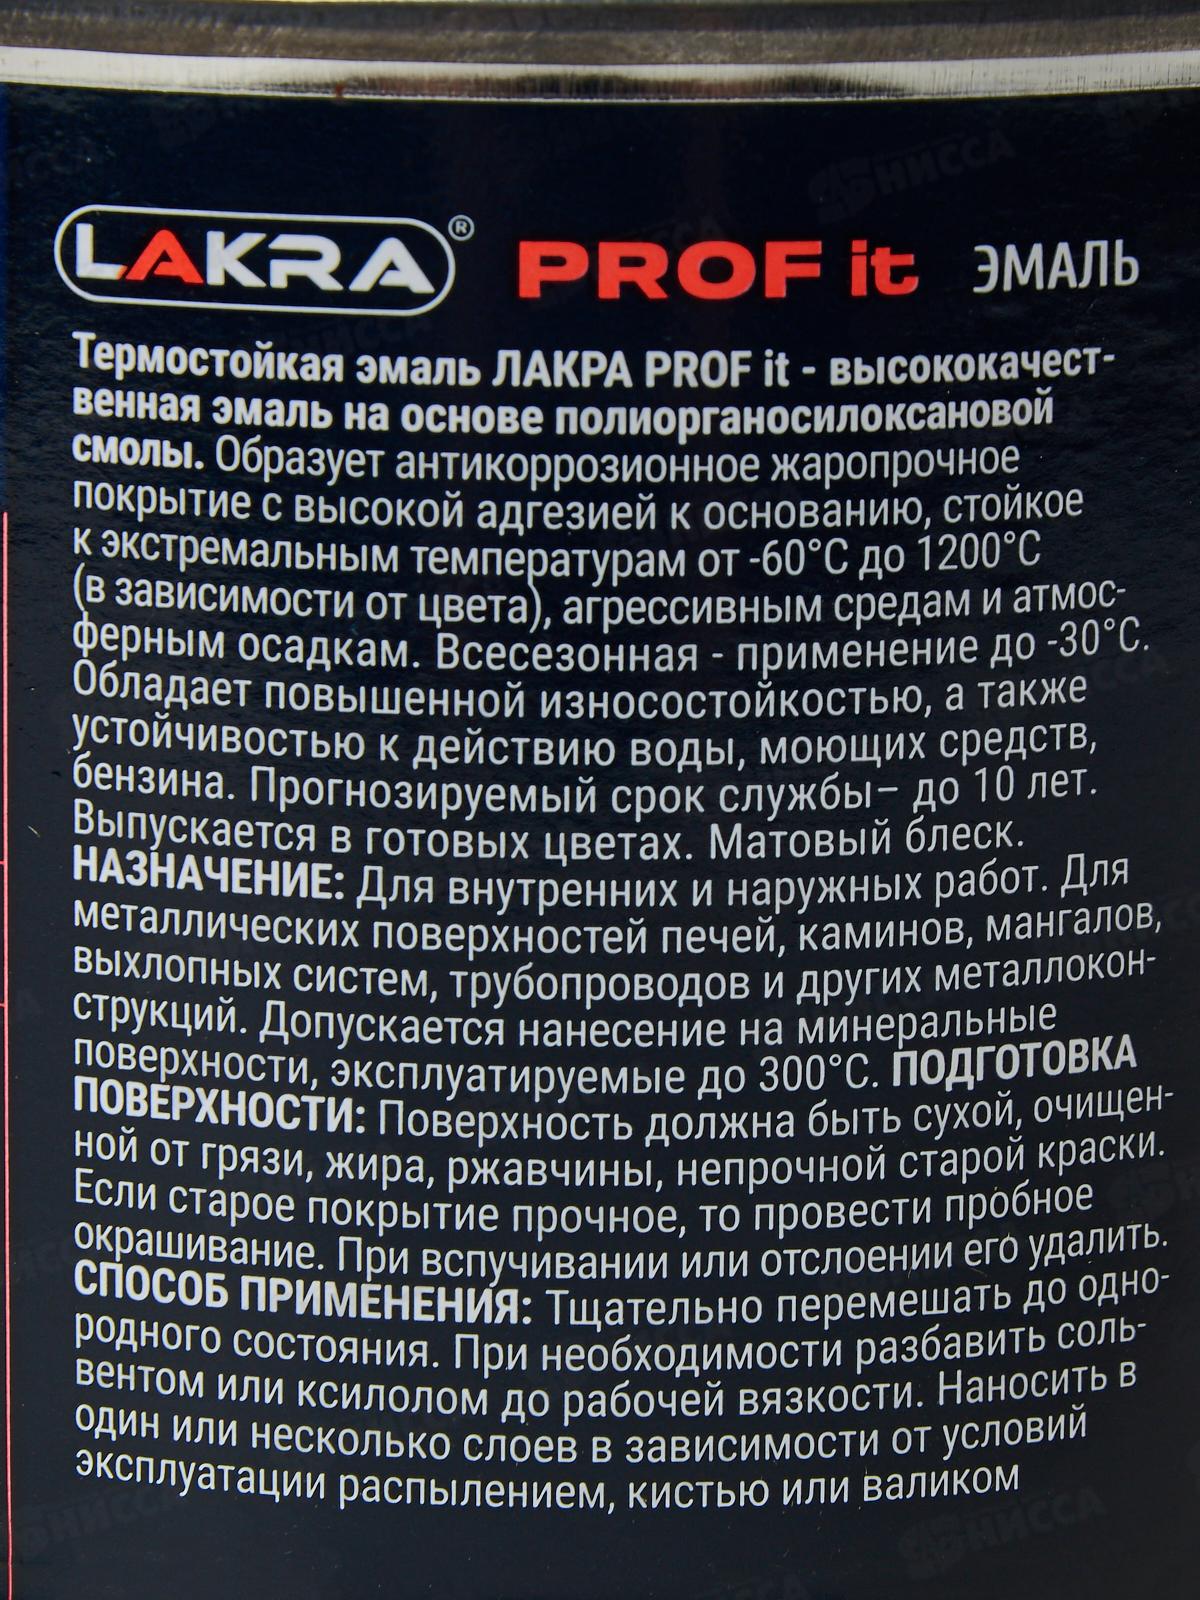 LAKRA® PROF it ЭМАЛЬ
Термостойкая эмаль ЛАКРА PROF it - высококачест-
венная эмаль на основе полиорганосилоксановой
смолы. Образует антикоррозионное жаропрочное
покрытие с высокой адгезией к основанию, стойкое
к экстремальным температурам от -60°С до 1200°С
(в зависимости от цвета), агрессивным средам и атмос-
ферным осадкам. Всесезонная - применение до -30°С.
Обладает повышенной износостойкостью, а также
устойчивостью к действию воды, моющих средств,
бензина. Прогнозируемый срок службы– до 10 лет.
Выпускается в готовых цветах. Матовый блеск.
НАЗНАЧЕНИЕ: Для внутренних и наружных работ. Для
металлических поверхностей печей, каминов, мангалов,
выхлопных систем, трубопроводов и других металлокон-
струкций. Допускается нанесение на минеральные
поверхности, эксплуатируемые до 300°С. ПОДГОТОВКА
ПОВЕРХНОСТИ: Поверхность должна быть сухой, очищен-
ной от грязи, жира, ржавчины, непрочной старой краски.
Если старое покрытие прочное, то провести пробное
окрашивание. При вспучивании или отслоении его удалить.
СПОСОБ ПРИМЕНЕНИЯ: Тщательно перемешать до одно-
родного состояния. При необходимости разбавить соль-
вентом или ксилолом до рабочей вязкости. Наносить в
один или несколько слоев в зависимости от условий
эксплуатации распылением, кистью или валиком